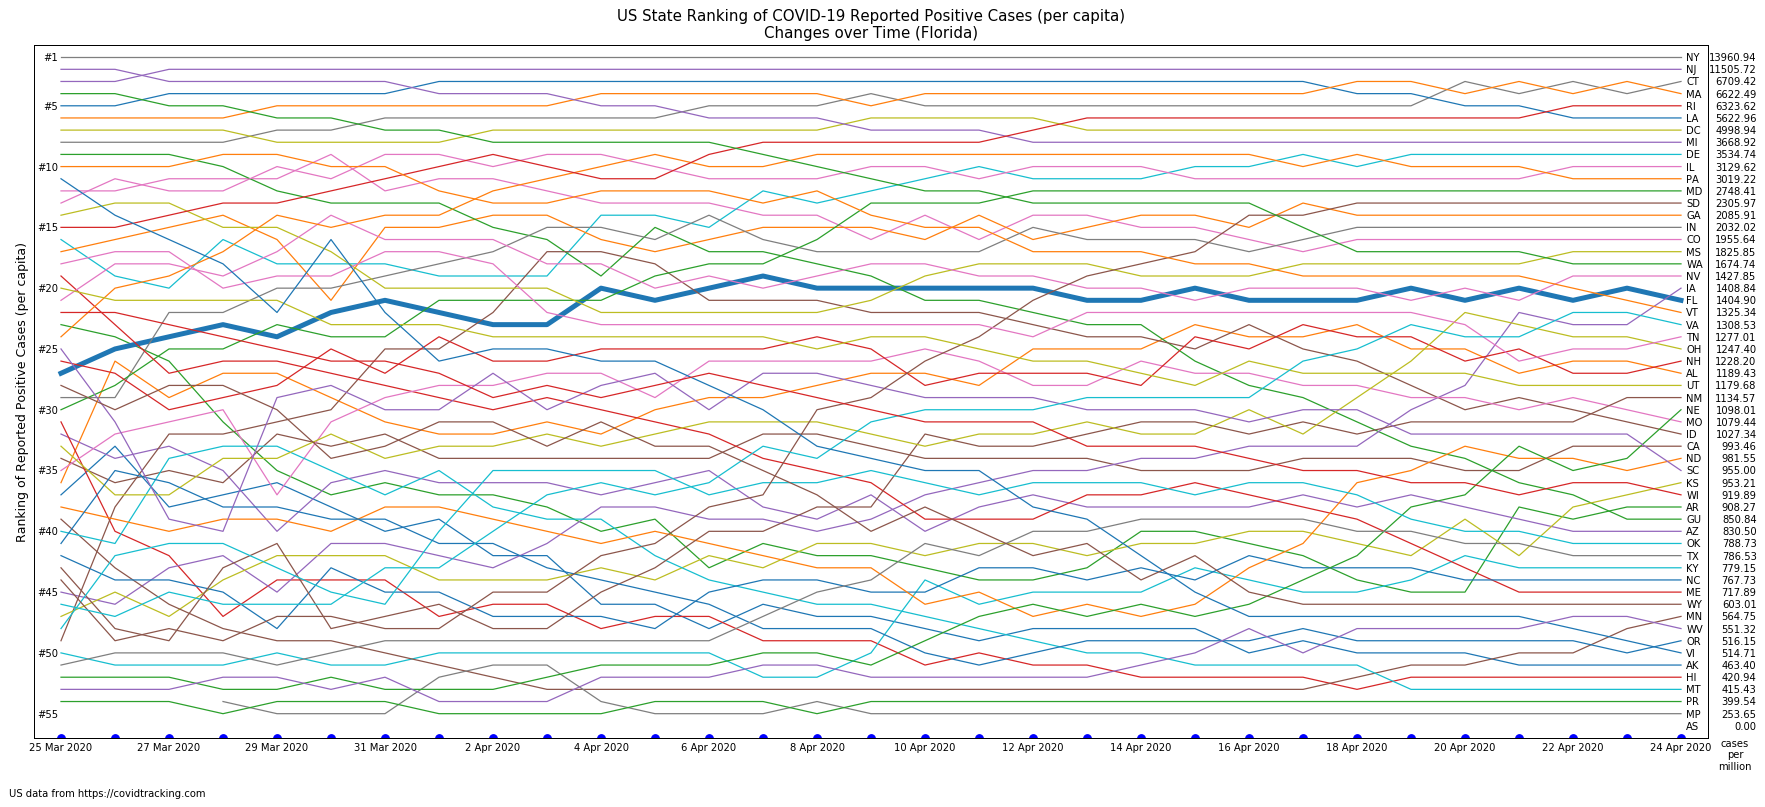 US State Ranking of COVID-19 Reported Positive Cases (per capita)
Changes over Time (Florida)
Ranking of Reported Positive Cases (per capita)
#1
#5
#10
#15
#20
#25
#30
#35
#40
#45
#50
#55
NY 13960.94
NJ 11505.72
CT 6709.42
MA 6622.49
RI 6323.62
LA 5622.96
DC 4998.94
MI 3668.92
DE 3534.74
IL 3129.62
PA 3019.22
MD 2748.41
SD 2305.97
GA 2085.91
IN 2032.02
CO 1955.64
MS 1825.85
WA 1674.74
NV 1427.85
IA 1408.84
FL 1404.90
VT 1325.34
VA 1308.53
TN 1277.01
OH 1247.40
NH 1228.20
AL 1189.43
UT 1179.68
NM 1134.57
NE 1098.01
MO 1079.44
ID 1027.34
CA 993.46
ND 981.55
SC 955.00
KS 953.21
WI 919.89
AR 908.27
GU 850.84
AZ 830.50
OK 788.73
TX 786.53
KY 779.15
NC 767.73
ME 717.89
WY 603.01
MN 564.75
WV 551.32
OR 516.15
VI 514.71
AK 463.40
HI 420.94
MT 415.43
PR 399.54
MP 253.65
AS 0.00
25 Mar 2020 27 Mar 2020 29 Mar 2020 31 Mar 2020 2 Apr 2020 4 Apr 2020 6 Apr 2020 8 Apr 2020 10 Apr 2020 12 Apr 2020 14 Apr 2020 16 Apr 2020 18 Apr 2020 20 Apr 2020 22 Apr 2020 24 Apr 2020
cases
per
million
US data from https://covidtracking.com